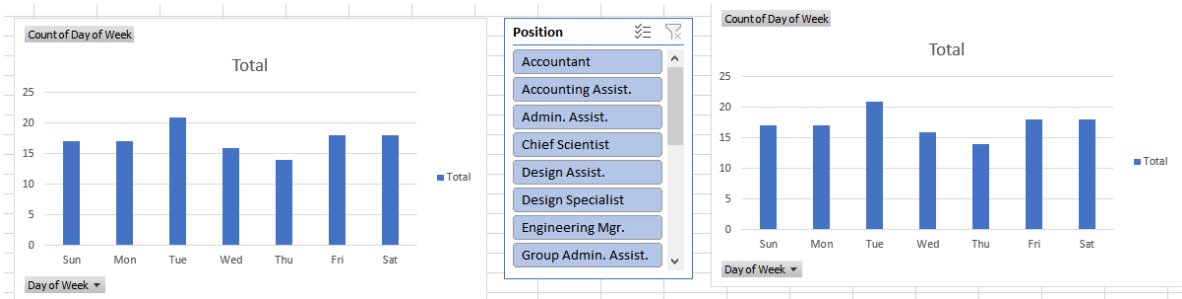 Count of Day of Week
Total
25
20
15
10
5
0
Sun Mon Tue Wed Thu Fri Sat
Total
Day of Week
Position
Accountant
Accounting Assist.
Admin. Assist.
Chief Scientist
Design Assist.
Design Specialist
Engineering Mgr.
Group Admin. Assist.
Count of Day of Week
Total
25
20
15
10
5
0
Sun Mon Tue Wed Thu Fri Sat
Total
Day of Week